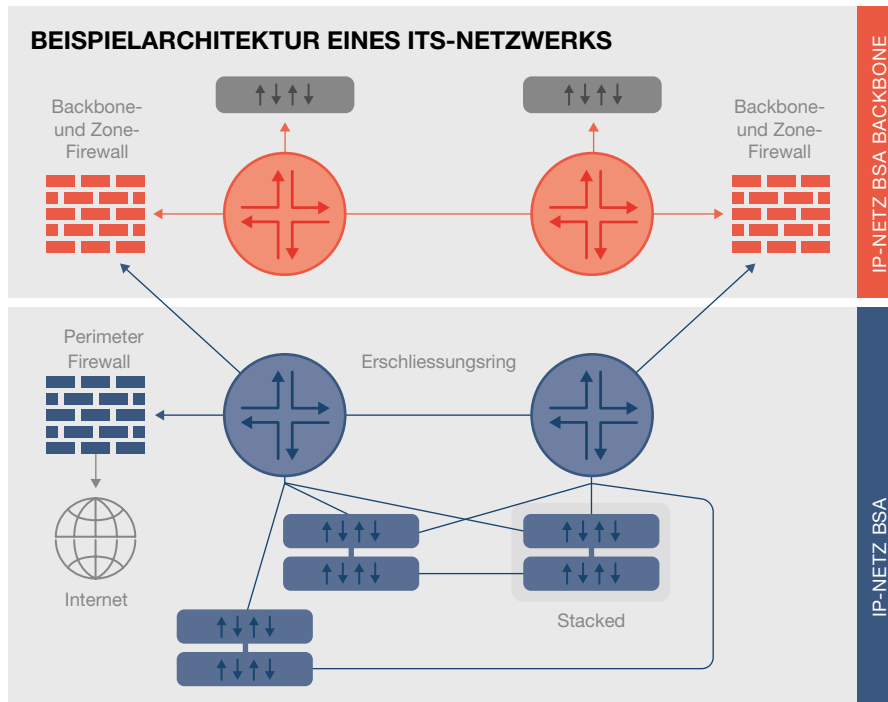 BEISPIELARCHITEKTUR EINES ITS-NETZWERKS
Backbone-
und Zone-
Firewall
Backbone-
und Zone-
Firewall
IP-NETZ BSA BACKBONE
Perimeter
Firewall
Erschliessungsring
Internet
Stacked
IP-NETZ BSA